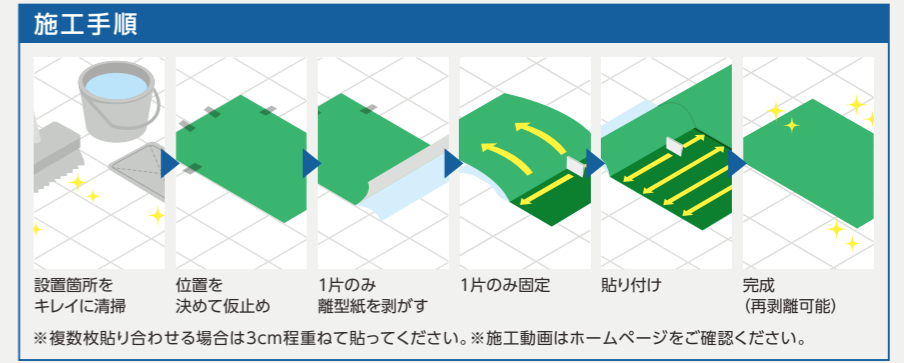 施工手順
設置箇所を
キレイに清掃
位置を
決めて仮止め
1片のみ
離型紙を剥がす
1片のみ固定
貼り付け
完成
（再剥離可能）
※複数枚貼り合わせる場合は3cm程重ねて貼ってください。※施工動画はホームページをご確認ください。